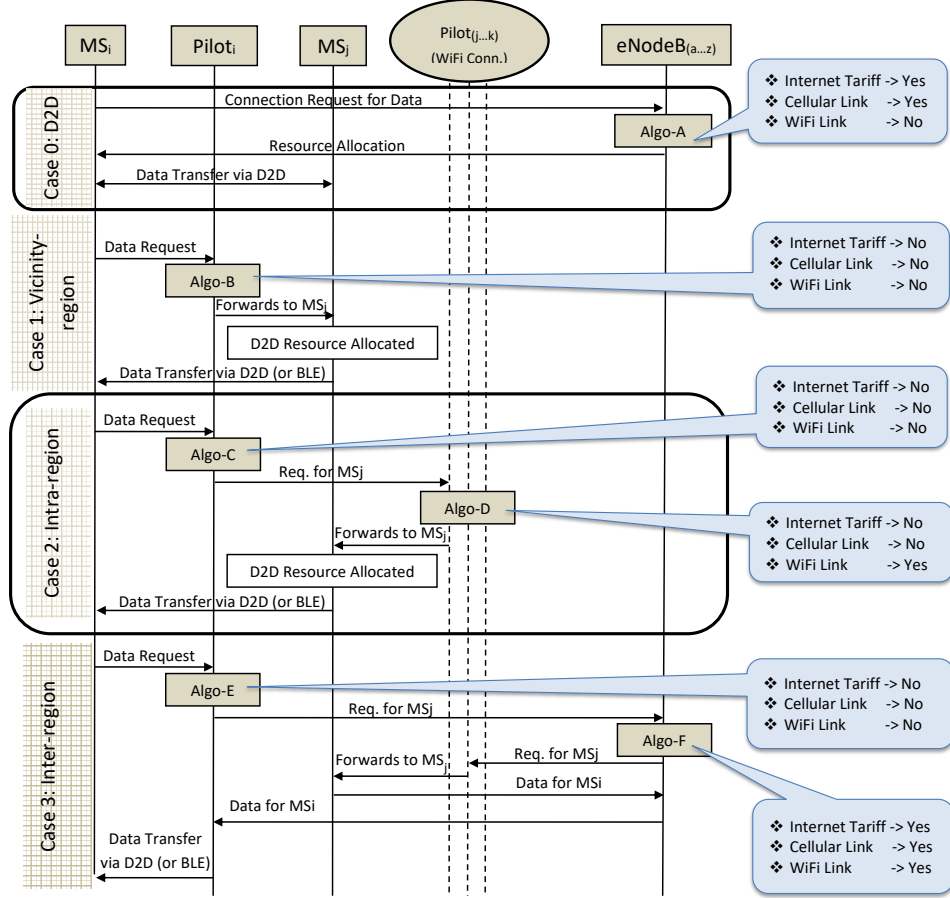 MSi
Piloti
MSj
Pilot(j...k)
(WiFi Conn.)
eNodeB(a...z)
Case 0: D2D
Connection Request for Data
Algo-A
Resource Allocation
Data Transfer via D2D
❖ Internet Tariff -> Yes
❖ Cellular Link -> Yes
❖ WiFi Link -> No
Case 1: Vicinity-
region
Data Request
Algo-B
Forwards to MSj
D2D Resource Allocated
Data Transfer via D2D (or BLE)
❖ Internet Tariff -> No
❖ Cellular Link -> No
❖ WiFi Link -> No
Case 2: Intra-region
Data Request
Algo-C
Req. for MSj
Algo-D
Forwards to MSj
D2D Resource Allocated
Data Transfer via D2D (or BLE)
❖ Internet Tariff -> No
❖ Cellular Link -> No
❖ WiFi Link -> No
❖ Internet Tariff -> No
❖ Cellular Link -> No
❖ WiFi Link -> Yes
Case 3: Inter-region
Data Request
Algo-E
Req. for MSj
Algo-F
Req. for MSj
Forwards to MSj
Data for MSi
Data for MSi
Data Transfer
via D2D (or BLE)
❖ Internet Tariff -> No
❖ Cellular Link -> No
❖ WiFi Link -> No
❖ Internet Tariff -> Yes
❖ Cellular Link -> Yes
❖ WiFi Link -> Yes